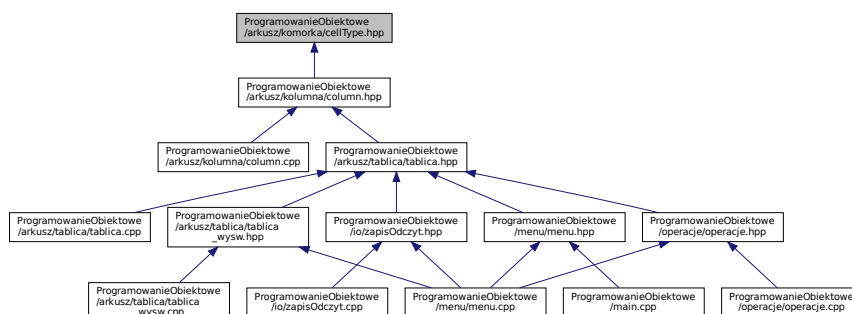 ProgramowanieObiektowe
/arkusz/komorka/cellType.hpp
ProgramowanieObiektowe
/arkusz/kolumna/column.hpp
ProgramowanieObiektowe
/arkusz/kolumna/column.cpp
ProgramowanieObiektowe
/arkusz/tablica/tablica.hpp
ProgramowanieObiektowe
/arkusz/tablica/tablica.cpp
ProgramowanieObiektowe
/arkusz/tablica/tablica
_wysw.hpp
ProgramowanieObiektowe
/io/zapisOdczyt.hpp
ProgramowanieObiektowe
/menu/menu.hpp
ProgramowanieObiektowe
/operacje/operacje.hpp
ProgramowanieObiektowe
/arkusz/tablica/tablica
_wysw.cpp
ProgramowanieObiektowe
/io/zapisOdczyt.cpp
ProgramowanieObiektowe
/menu/menu.cpp
ProgramowanieObiektowe
/main.cpp
ProgramowanieObiektowe
/operacje/operacje.cpp